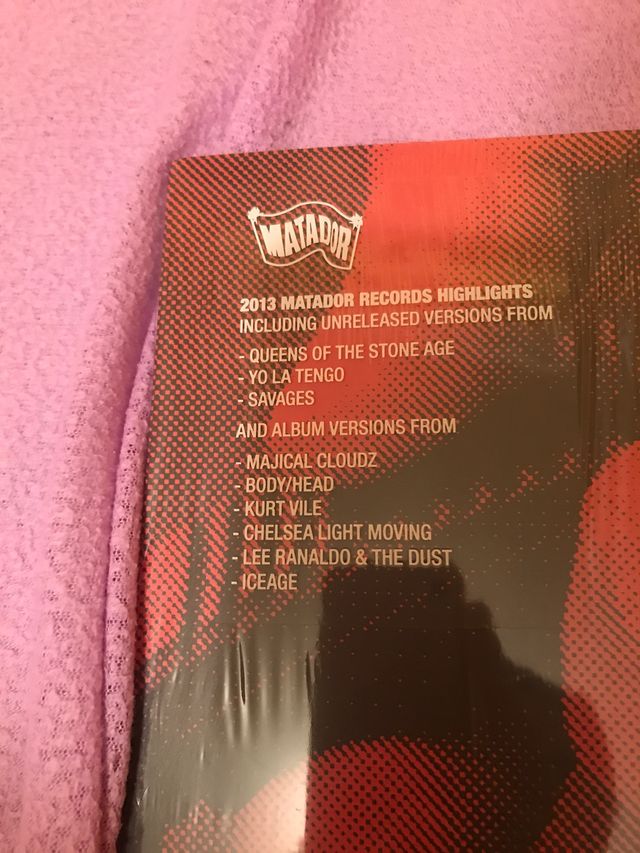 MATADOR
2013 MATADOR RECORDS HIGHLIGHTS
INCLUDING UNRELEASED VERSIONS FROM
- QUEENS OF THE STONE AGE
- YO LA TENGO
- SAVAGES
AND ALBUM VERSIONS FROM
- MAJICAL CLOUDZ
- BODY/HEAD
- KURT VILE
- CHELSEA LIGHT MOVING
- LEE RANALDO & THE DUST
- ICEAGE